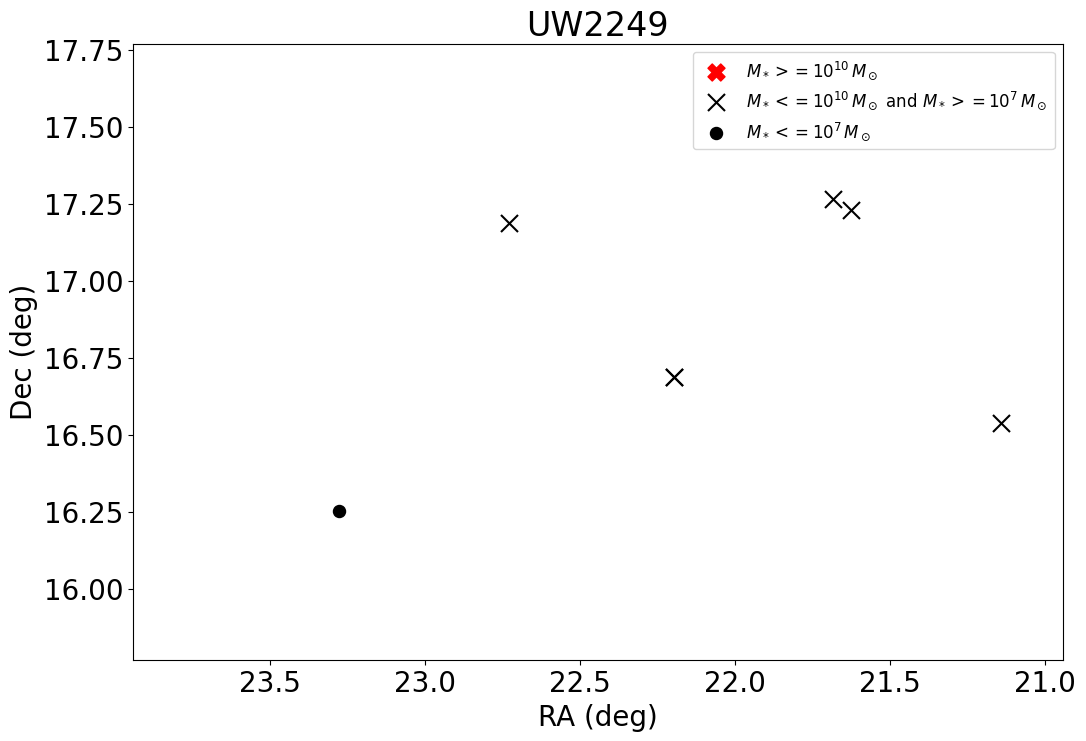 UW2249
17.75
17.50
17.25
17.00
16.75
16.50
16.25
16.00
Dec (deg)
M* >= 10^10 M⊙
M* <= 10^10 M⊙ and M* >= 10^7 M⊙
M* <= 10^7 M⊙
23.5 23.0 22.5 22.0 21.5 21.0
RA (deg)